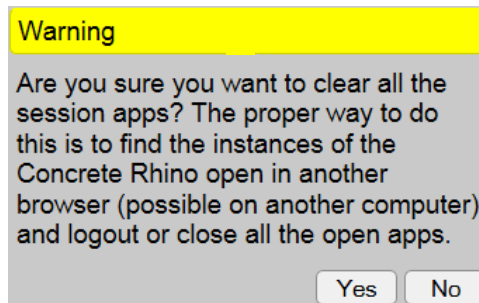 Warning
Are you sure you want to clear all the
session apps? The proper way to do
this is to find the instances of the
Concrete Rhino open in another
browser (possible on another computer)
and logout or close all the open apps.
Yes No